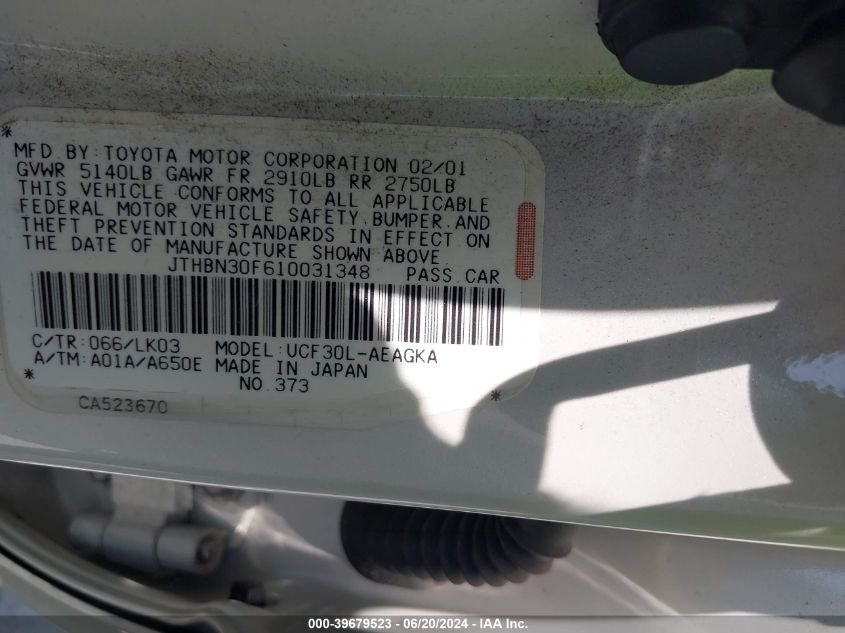 MFD BY: TOYOTA MOTOR CORPORATION 02/01
GVWR 5140LB GAWR FR 2910LB RR 2750LB
THIS VEHICLE CONFORMS TO ALL APPLICABLE
FEDERAL MOTOR VEHICLE SAFETY, BUMPER, AND
THEFT PREVENTION STANDARDS IN EFFECT ON
THE DATE OF MANUFACTURE SHOWN ABOVE.
JTHBN30F610031348 PASS. CAR
C/TR: 066/LK03 MODEL: UCF30L-AEAGKA
A/TM: A01A/A650E MADE IN JAPAN
NO. 373
CA523670
000-39679523 / 06/20/2024 / IAA Inc.